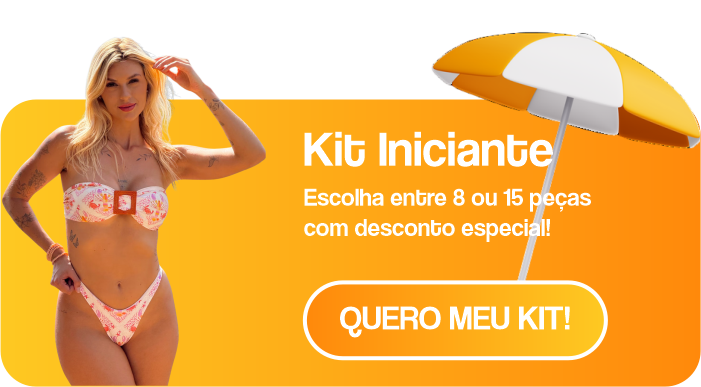 Kit Iniciante
Escolha entre 8 ou 15 peças
com desconto especial!
QUERO MEU KIT!